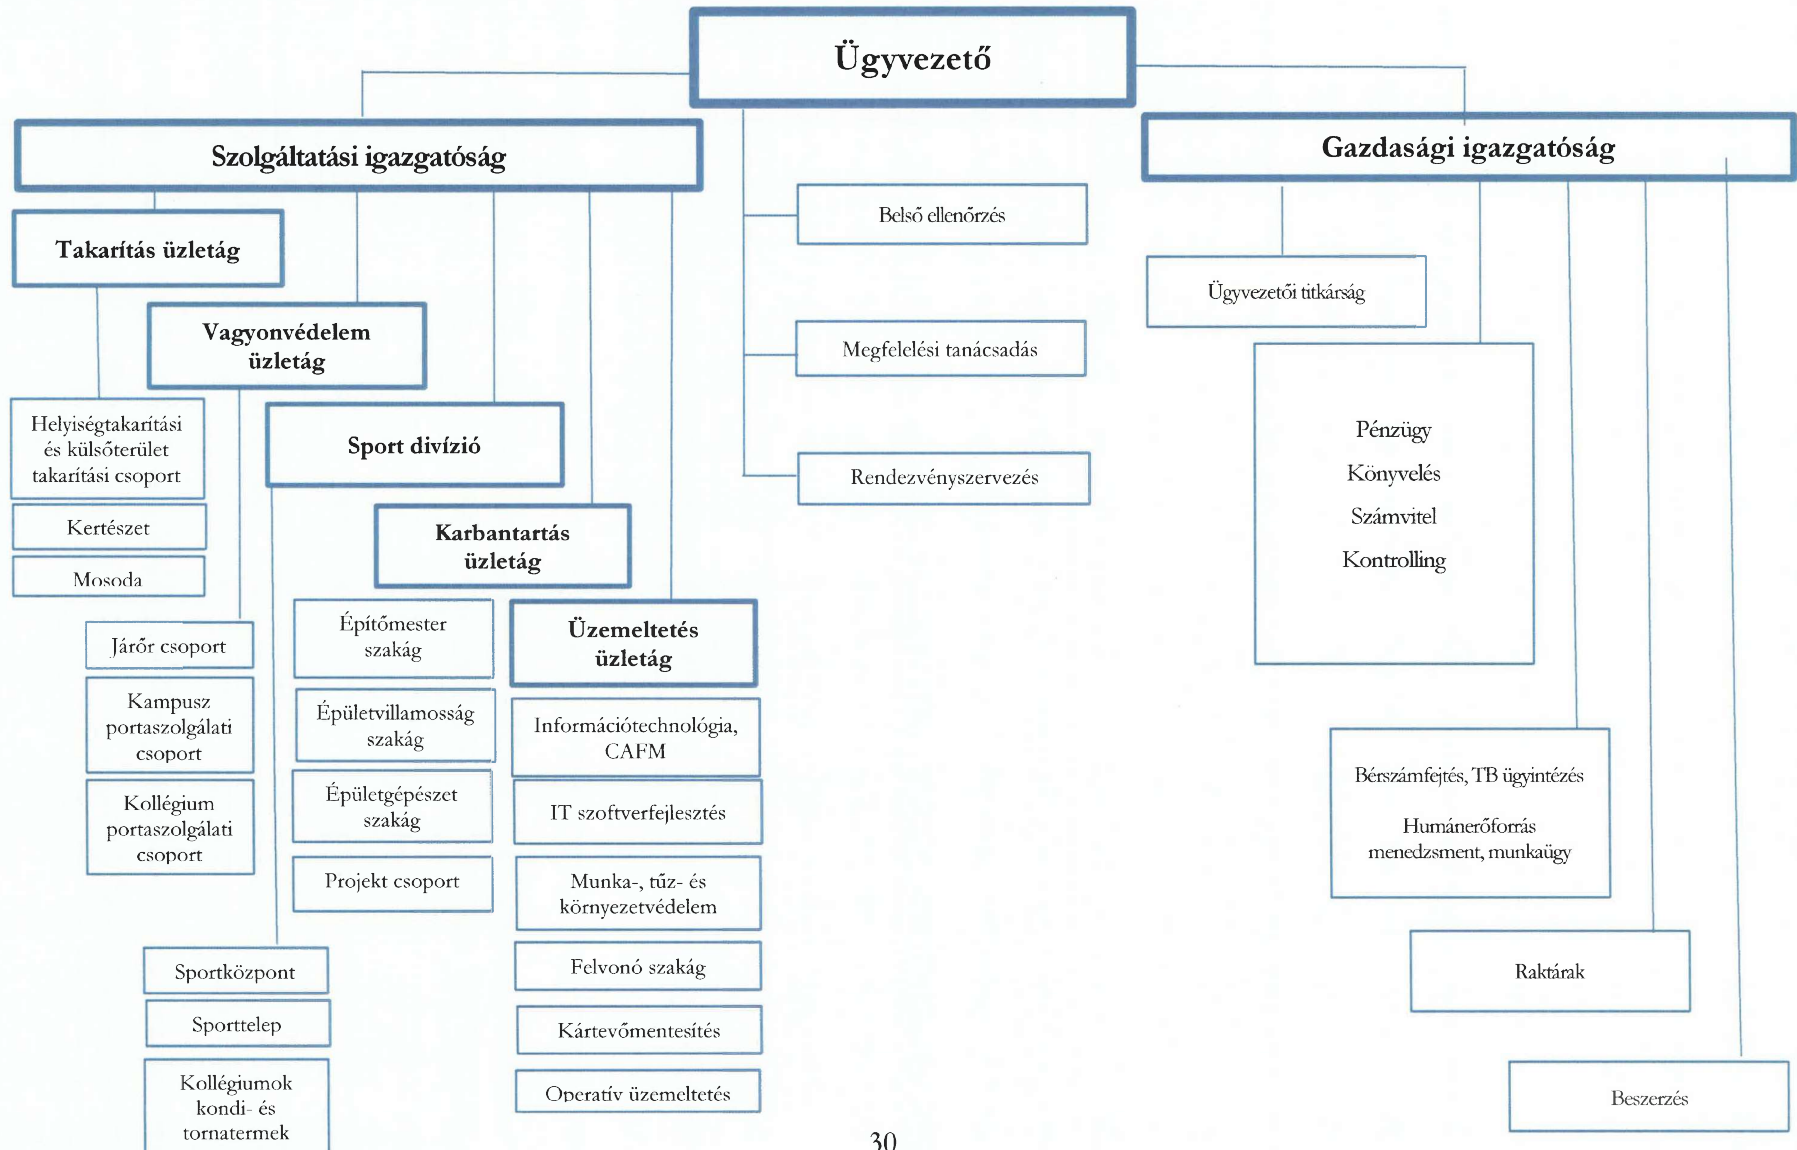 Ügyvezető
Szolgáltatási igazgatóság
Gazdasági igazgatóság
Takarítás üzletág
Vagyonvédelem
üzletág
Sport divízió
Karbantartás
üzletág
Üzemeltetés
üzletág
Helyiségtakarítási
és külsőterület
takarítási csoport
Kertészet
Mosoda
Járőr csoport
Kampusz
portaszolgálati
csoport
Kollégium
portaszolgálati
csoport
Sportközpont
Sporttelep
Kollégiumok
kondi- és
tornatermek
Építőmester
szakág
Épületvillamosság
szakág
Épületgépészet
szakág
Projekt csoport
Információtechnológia,
CAFM
IT szoftverfejlesztés
Munka-, tűz- és
környezetvédelem
Felvonó szakág
Kártevőmentesítés
Operatív üzemeltetés
Belső ellenőrzés
Megfelelési tanácsadás
Rendezvényszervezés
Ügyvezetői titkárság
Pénzügy
Könyvelés
Számvitel
Kontrolling
Bérszámfejtés, TB ügyintézés
Humánerőforrás
menedzsment, munkaügy
Raktárak
Beszerzés
30